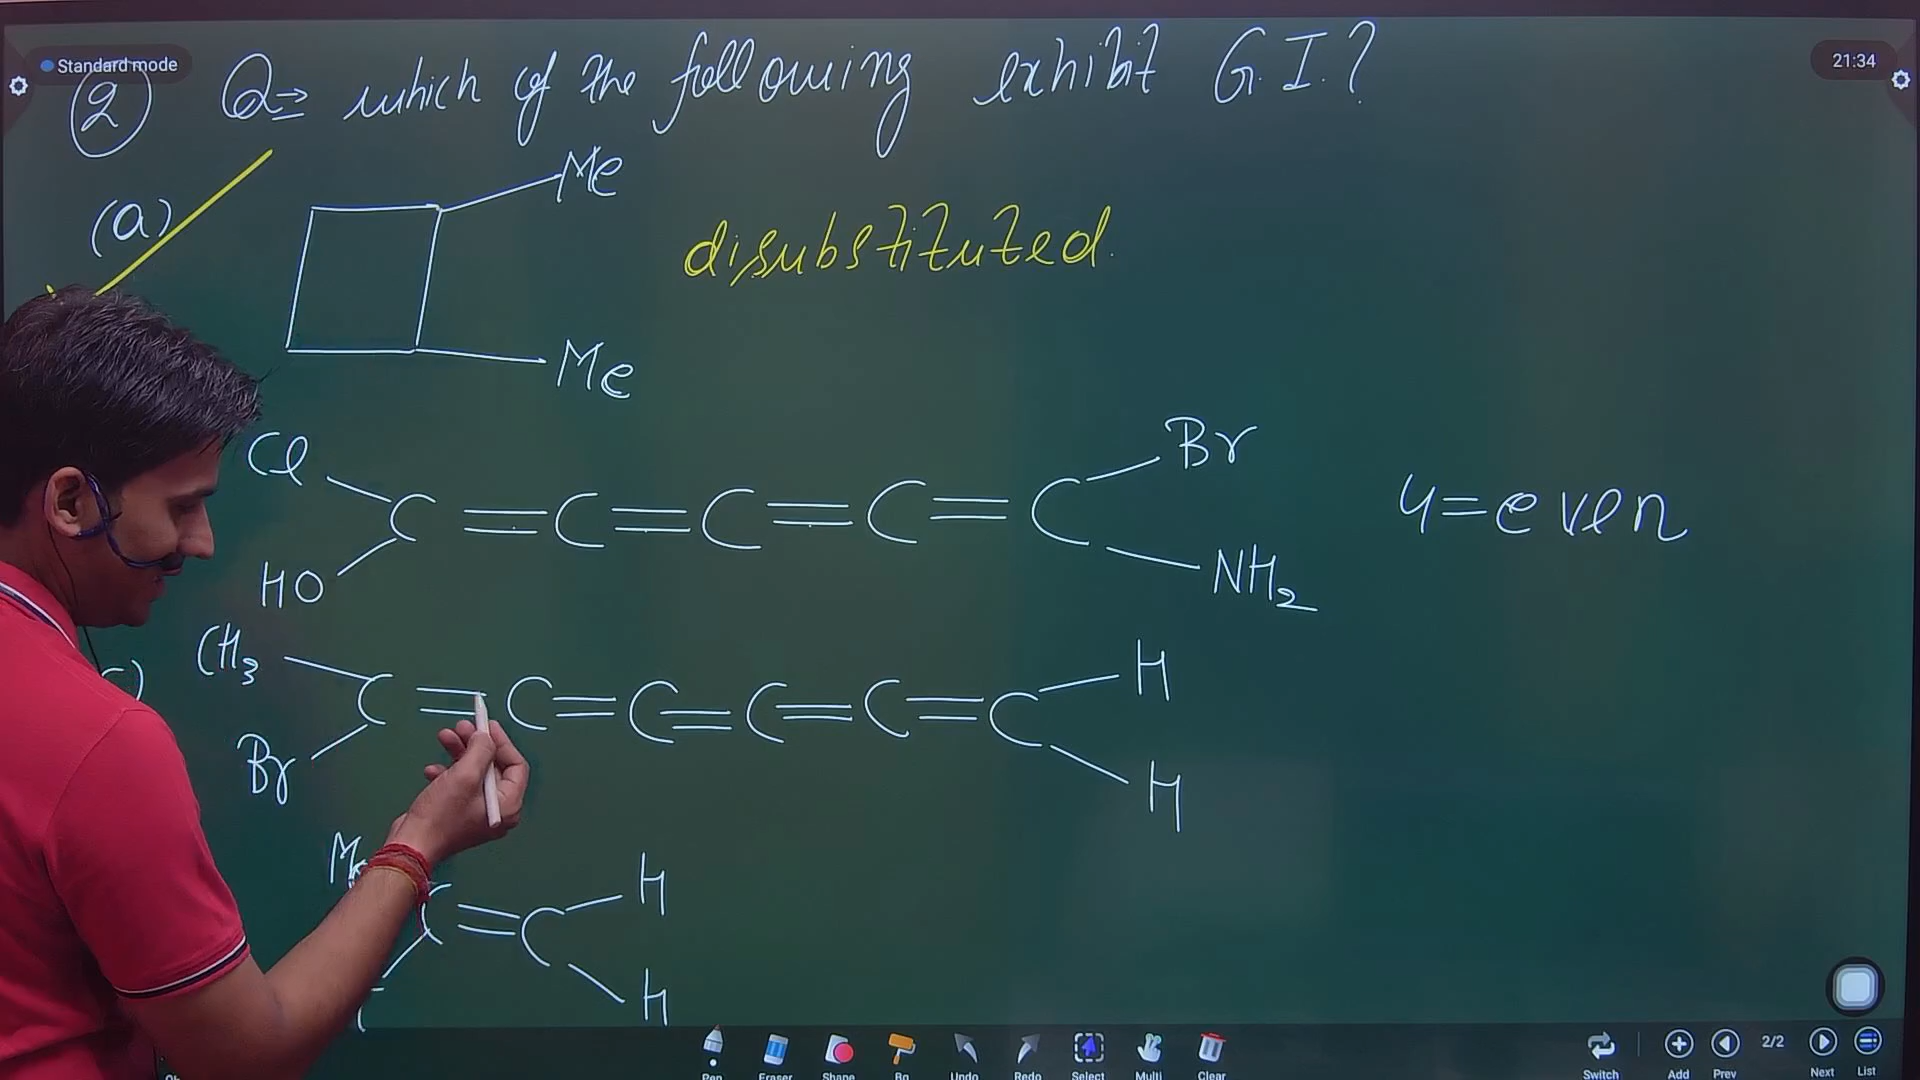 Standard mode
21:34
2 Q⇒ which of the following exhibit G.I.?
(a)
Me
disubstituted.
Me
Cl
Br
C=C=C=C=C
4=even
HO
NH2
CH3
H
C=C=C=C=C=C
Br
H
H
C=C
H
Pen Eraser Shape Bg Undo Redo Select Multi Clear Switch Add Prev 2/2 Next List